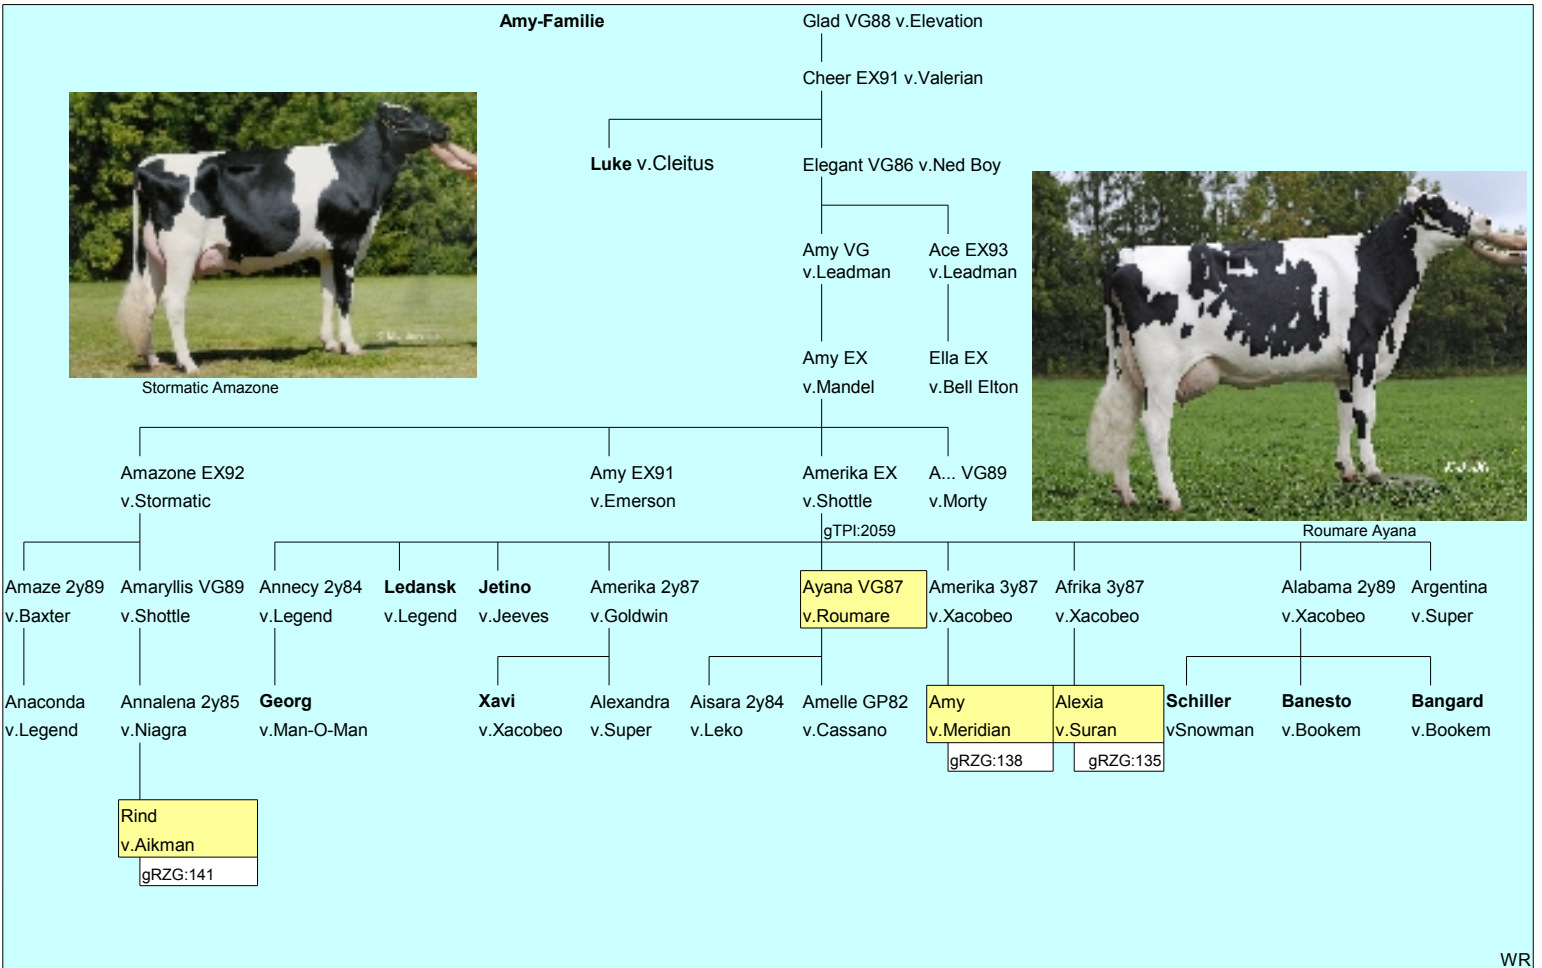 Amy-Familie
Glad VG88 v.Elevation
Cheer EX91 v.Valerian
Luke v.Cleitus
Elegant VG86 v.Ned Boy
Amy VG
v.Leadman
Ace EX93
v.Leadman
Amy EX
v.Mandel
Ella EX
v.Bell Elton
Stormatic Amazone
Amazone EX92
v.Stormatic
Amy EX91
v.Emerson
Amerika EX
v.Shottle
A... VG89
v.Morty
gTPI:2059
Roumare Ayana
Amaze 2y89
v.Baxter
Amaryllis VG89
v.Shottle
Annecy 2y84
v.Legend
Ledansk
v.Legend
Jetino
v.Jeeves
Amerika 2y87
v.Goldwin
Ayana VG87
v.Roumare
Amerika 3y87
v.Xacobeo
Afrika 3y87
v.Xacobeo
Alabama 2y89
v.Xacobeo
Argentina
v.Super
Anaconda
v.Legend
Annalena 2y85
v.Niagra
Georg
v.Man-O-Man
Xavi
v.Xacobeo
Alexandra
v.Super
Aisara 2y84
v.Leko
Amelle GP82
v.Cassano
Amy
v.Meridian
gRZG:138
Alexia
v.Suran
gRZG:135
Schiller
vSnowman
Banesto
v.Bookem
Bangard
v.Bookem
Rind
v.Aikman
gRZG:141
WR